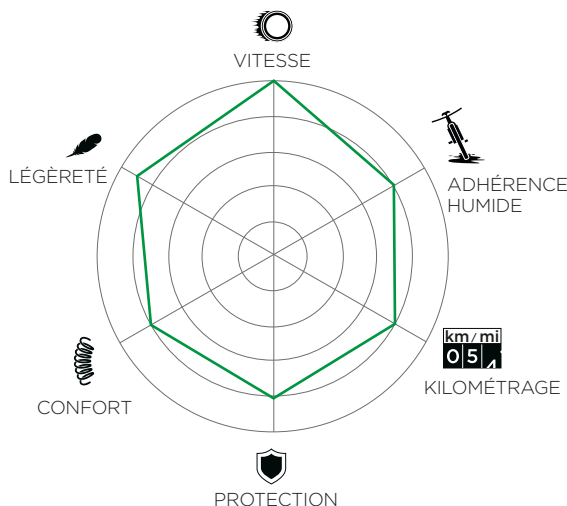 VITESSE
LÉGÈRETÉ
ADHÉRENCE
HUMIDE
km/mi
05
KILOMÉTRAGE
CONFORT
PROTECTION